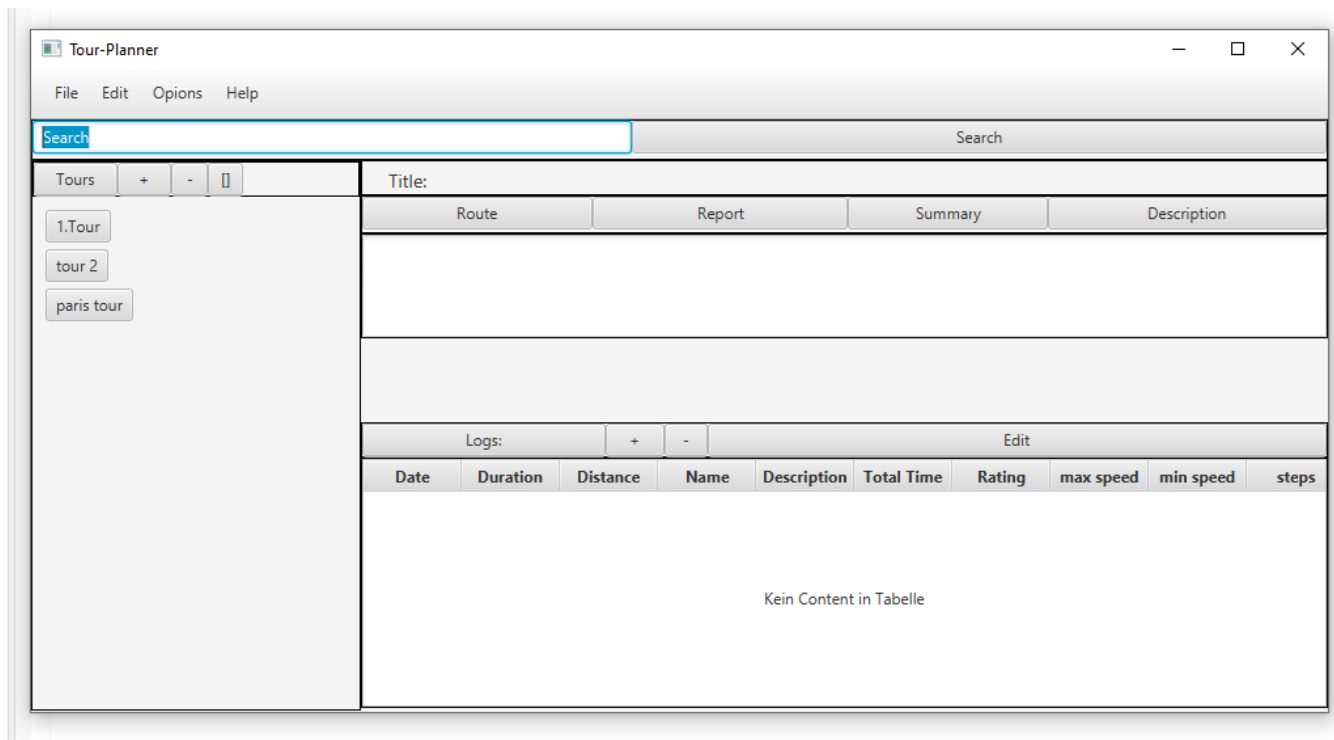 Tour-Planner
File Edit Opions Help
Search Search
Tours + - []
Title:
1.Tour
tour 2
paris tour
Route Report Summary Description
Logs: + - Edit
Date Duration Distance Name Description Total Time Rating max speed min speed steps
Kein Content in Tabelle